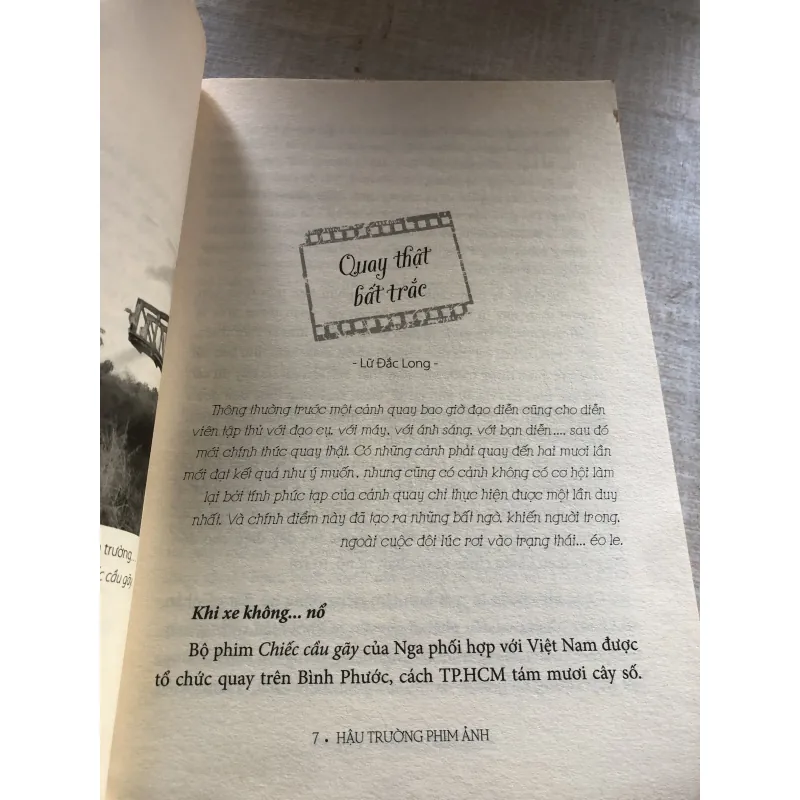 Quay thật
bất trắc
- Lữ Đắc Long -
Thông thường trước một cảnh quay bao giờ đạo diễn cũng cho diễn
viên tập thử với đạo cụ, với máy, với ánh sáng, với bạn diễn..., sau đó
mới chính thức quay thật. Có những cảnh phải quay đến hai mươi lần
mới đạt kết quả như ý muốn, nhưng cũng có cảnh không có cơ hội làm
lại bởi tính phức tạp của cảnh quay chỉ thực hiện được một lần duy
nhất. Và chính điểm này đã tạo ra những bất ngờ, khiến người trong,
ngoài cuộc đôi lúc rơi vào trạng thái... éo le.
trường...
cầu gãy
Khi xe không... nổ
Bộ phim Chiếc cầu gãy của Nga phối hợp với Việt Nam được
tổ chức quay trên Bình Phước, cách TP.HCM tám mươi cây số.
7 . HẬU TRƯỜNG PHIM ẢNH